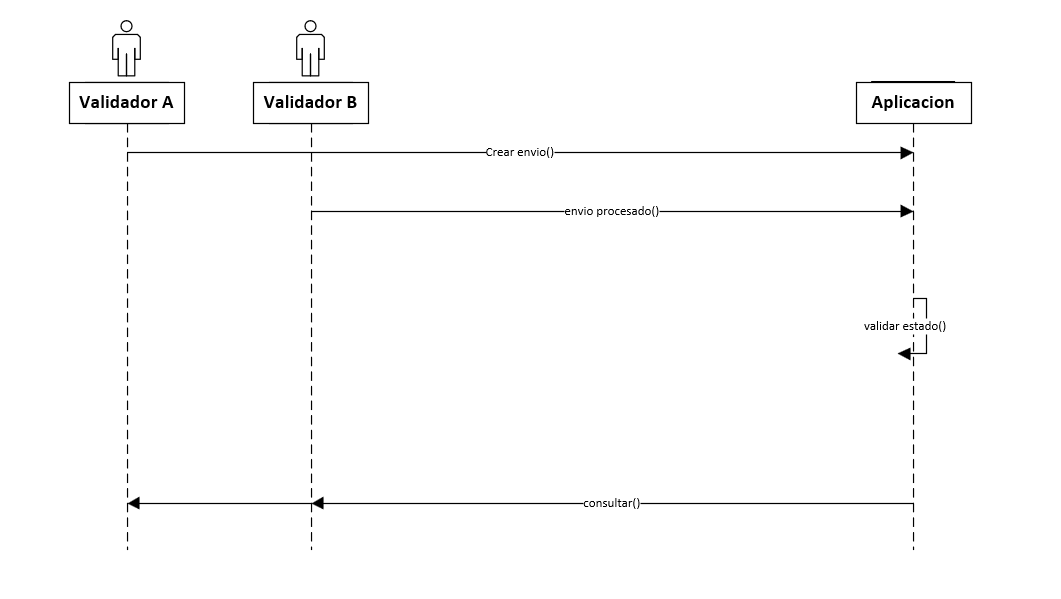 Validador A
Validador B
Aplicacion
Crear envio()
envio procesado()
validar estado()
consultar()